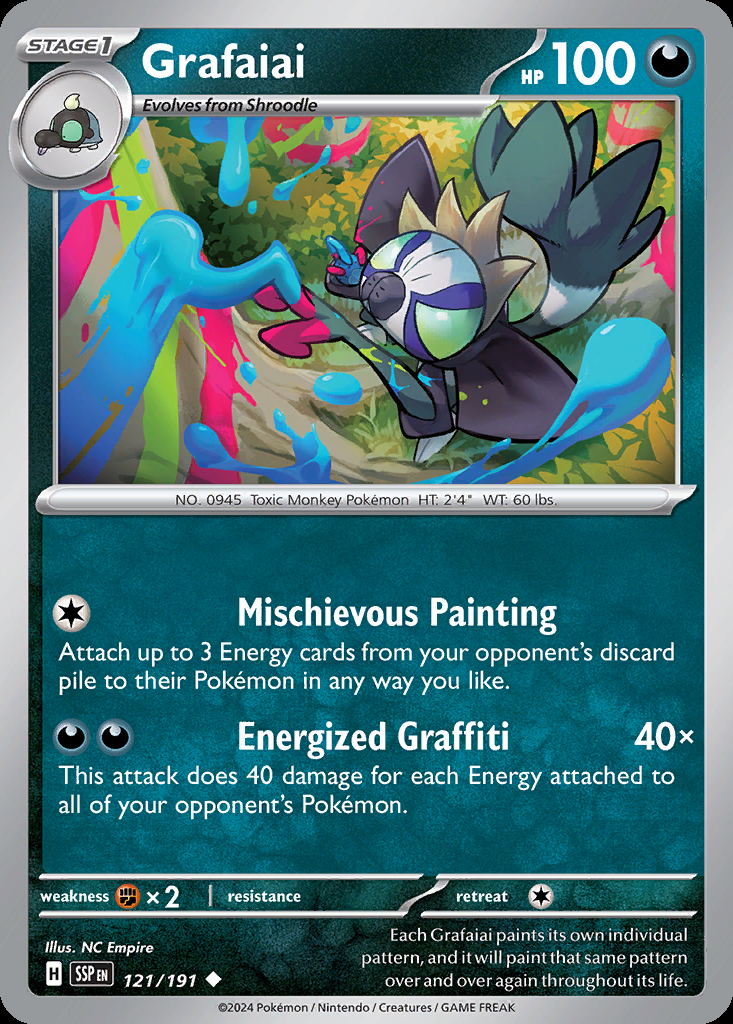 STAGE1
Grafaiai
HP 100
Evolves from Shroodle
NO. 0945 Toxic Monkey Pokémon HT: 2'4" WT: 60 lbs.
Mischievous Painting
Attach up to 3 Energy cards from your opponent's discard
pile to their Pokémon in any way you like.
Energized Graffiti 40×
This attack does 40 damage for each Energy attached to
all of your opponent's Pokémon.
weakness ×2 resistance retreat
Illus. NC Empire
H SSP EN 121/191
Each Grafaiai paints its own individual
pattern, and it will paint that same pattern
over and over again throughout its life.
©2024 Pokémon / Nintendo / Creatures / GAME FREAK